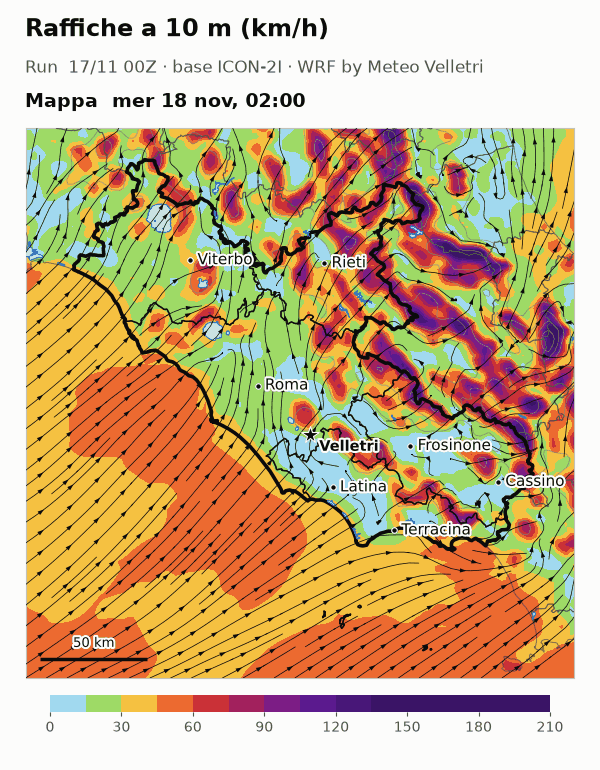 Raffiche a 10 m (km/h)
Run  17/11 00Z · base ICON-2I · WRF by Meteo Velletri
Mappa  mer 18 nov, 02:00
Viterbo
Rieti
Roma
Velletri
Frosinone
Latina
Cassino
Terracina
50 km
0 30 60 90 120 150 180 210